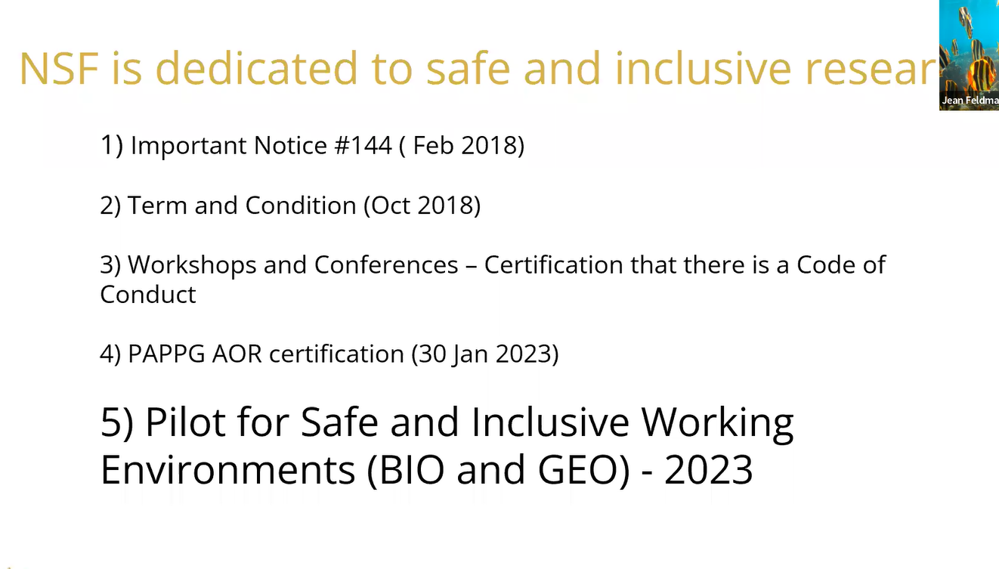 NSF is dedicated to safe and inclusive resear
Jean Feldma
1) Important Notice #144 ( Feb 2018)
2) Term and Condition (Oct 2018)
3) Workshops and Conferences – Certification that there is a Code of
Conduct
4) PAPPG AOR certification (30 Jan 2023)
5) Pilot for Safe and Inclusive Working
Environments (BIO and GEO) - 2023